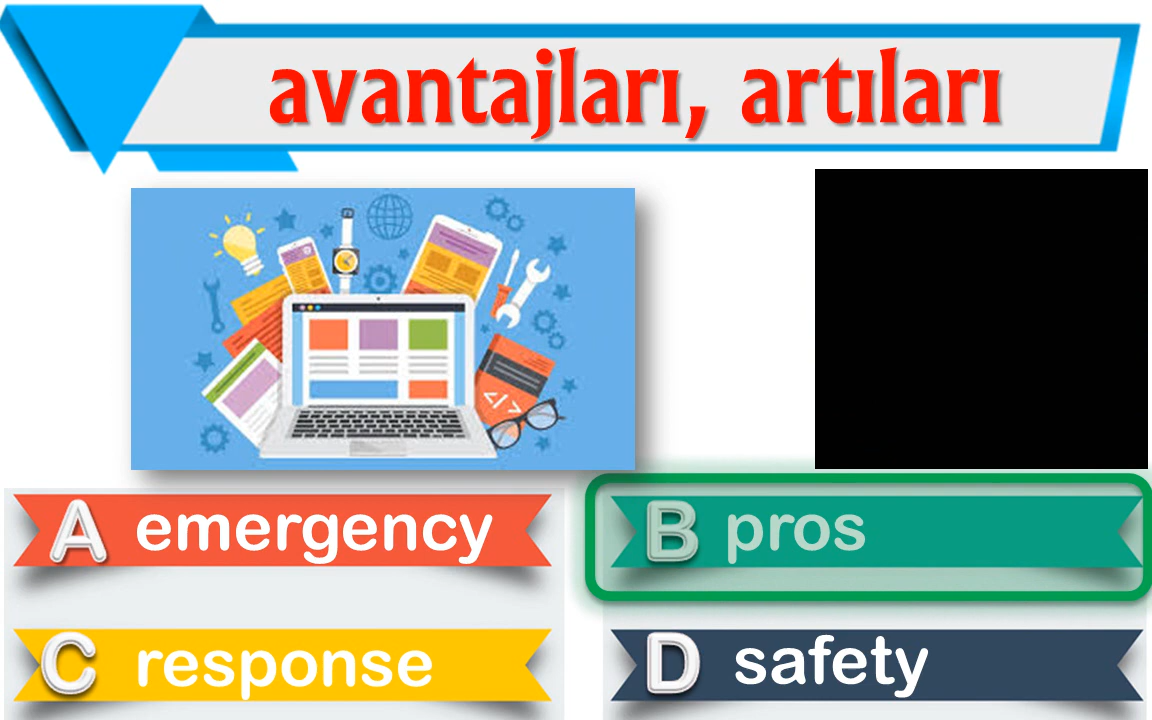 avantajları, artıları
</>
A emergency
B pros
C response
D safety